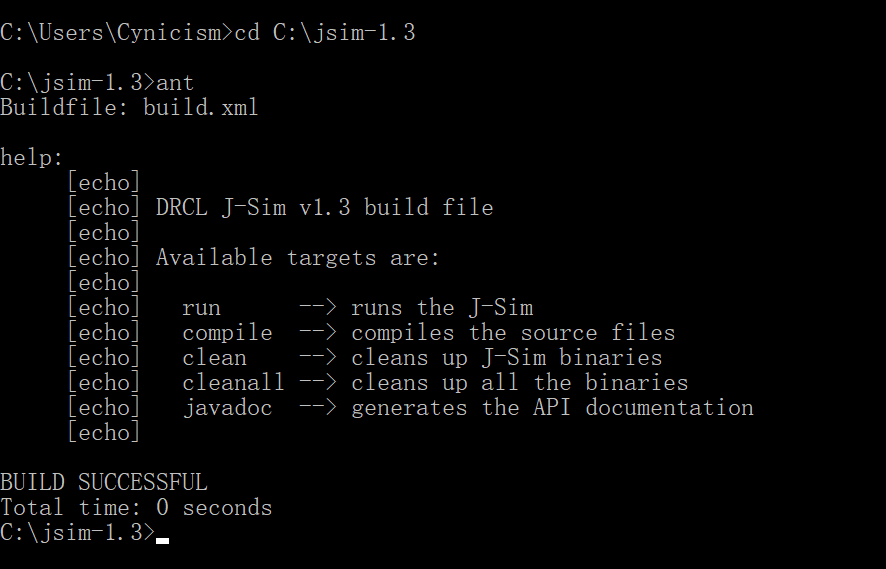 C:\Users\Cynicism>cd C:\jsim-1.3
C:\jsim-1.3>ant
Buildfile: build.xml
help:
     [echo]
     [echo] DRCL J-Sim v1.3 build file
     [echo]
     [echo] Available targets are:
     [echo]
     [echo]   run      --> runs the J-Sim
     [echo]   compile  --> compiles the source files
     [echo]   clean    --> cleans up J-Sim binaries
     [echo]   cleanall --> cleans up all the binaries
     [echo]   javadoc  --> generates the API documentation
     [echo]
BUILD SUCCESSFUL
Total time: 0 seconds
C:\jsim-1.3>